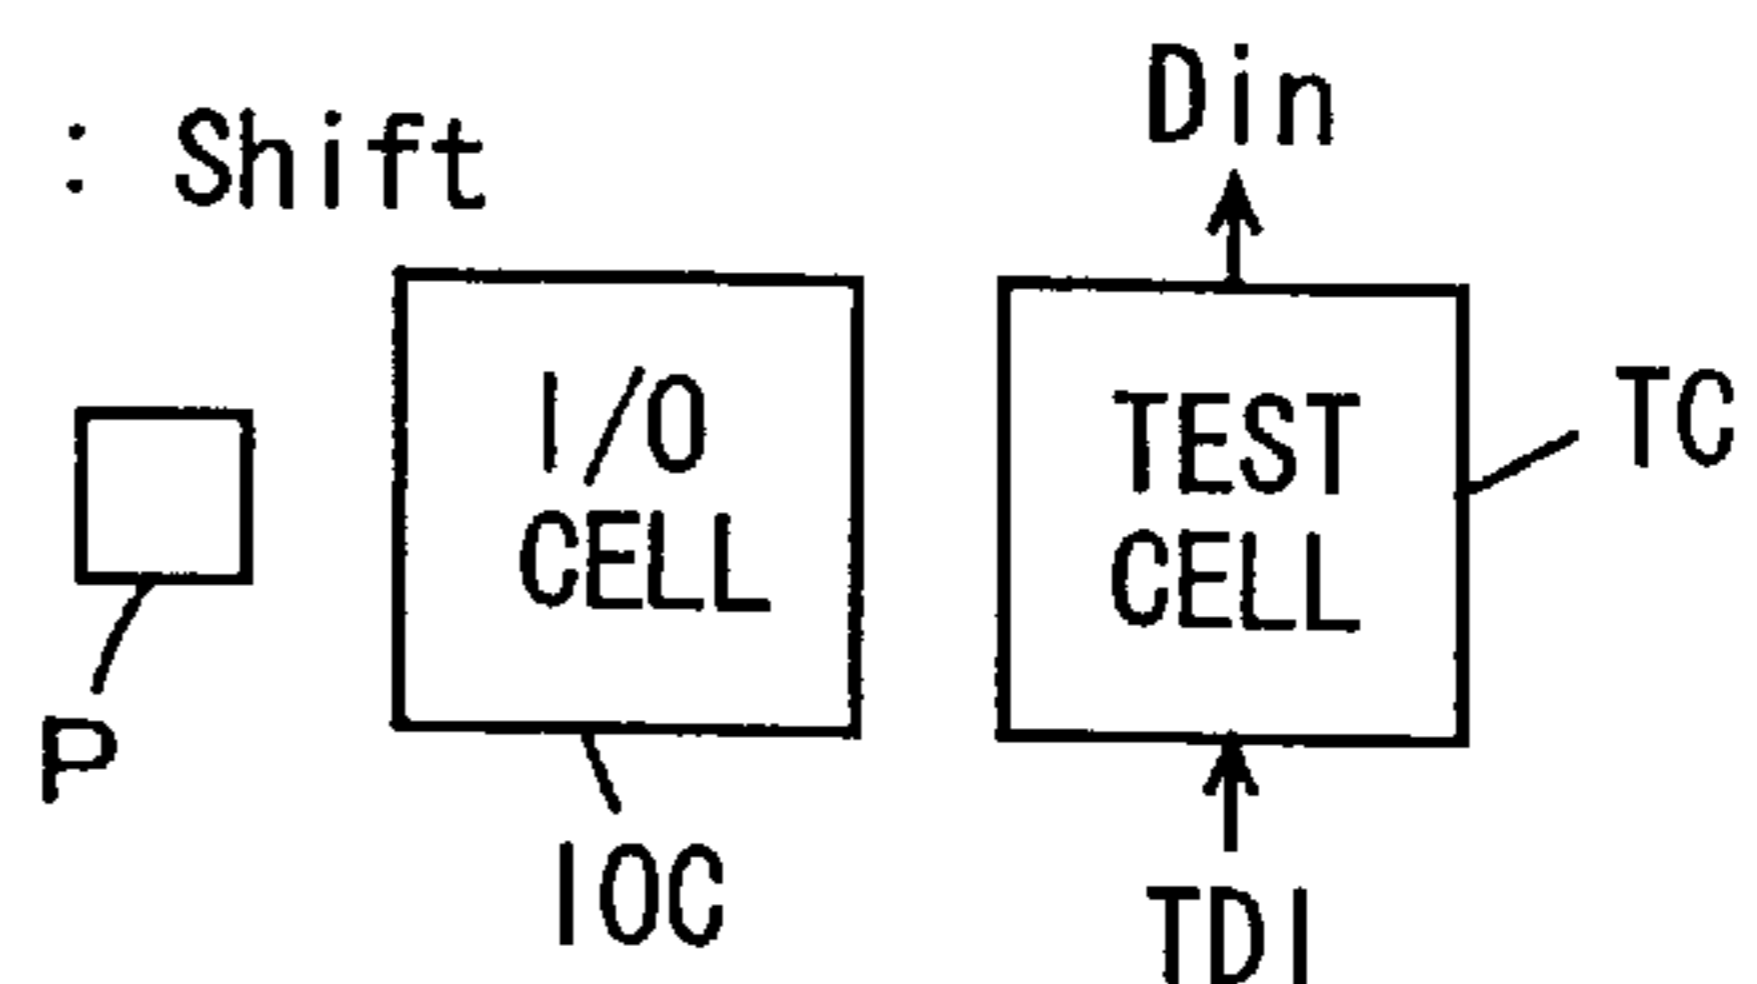 : Shift
Din
I/O
CELL
TEST
CELL
TC
P
IOC
TDI